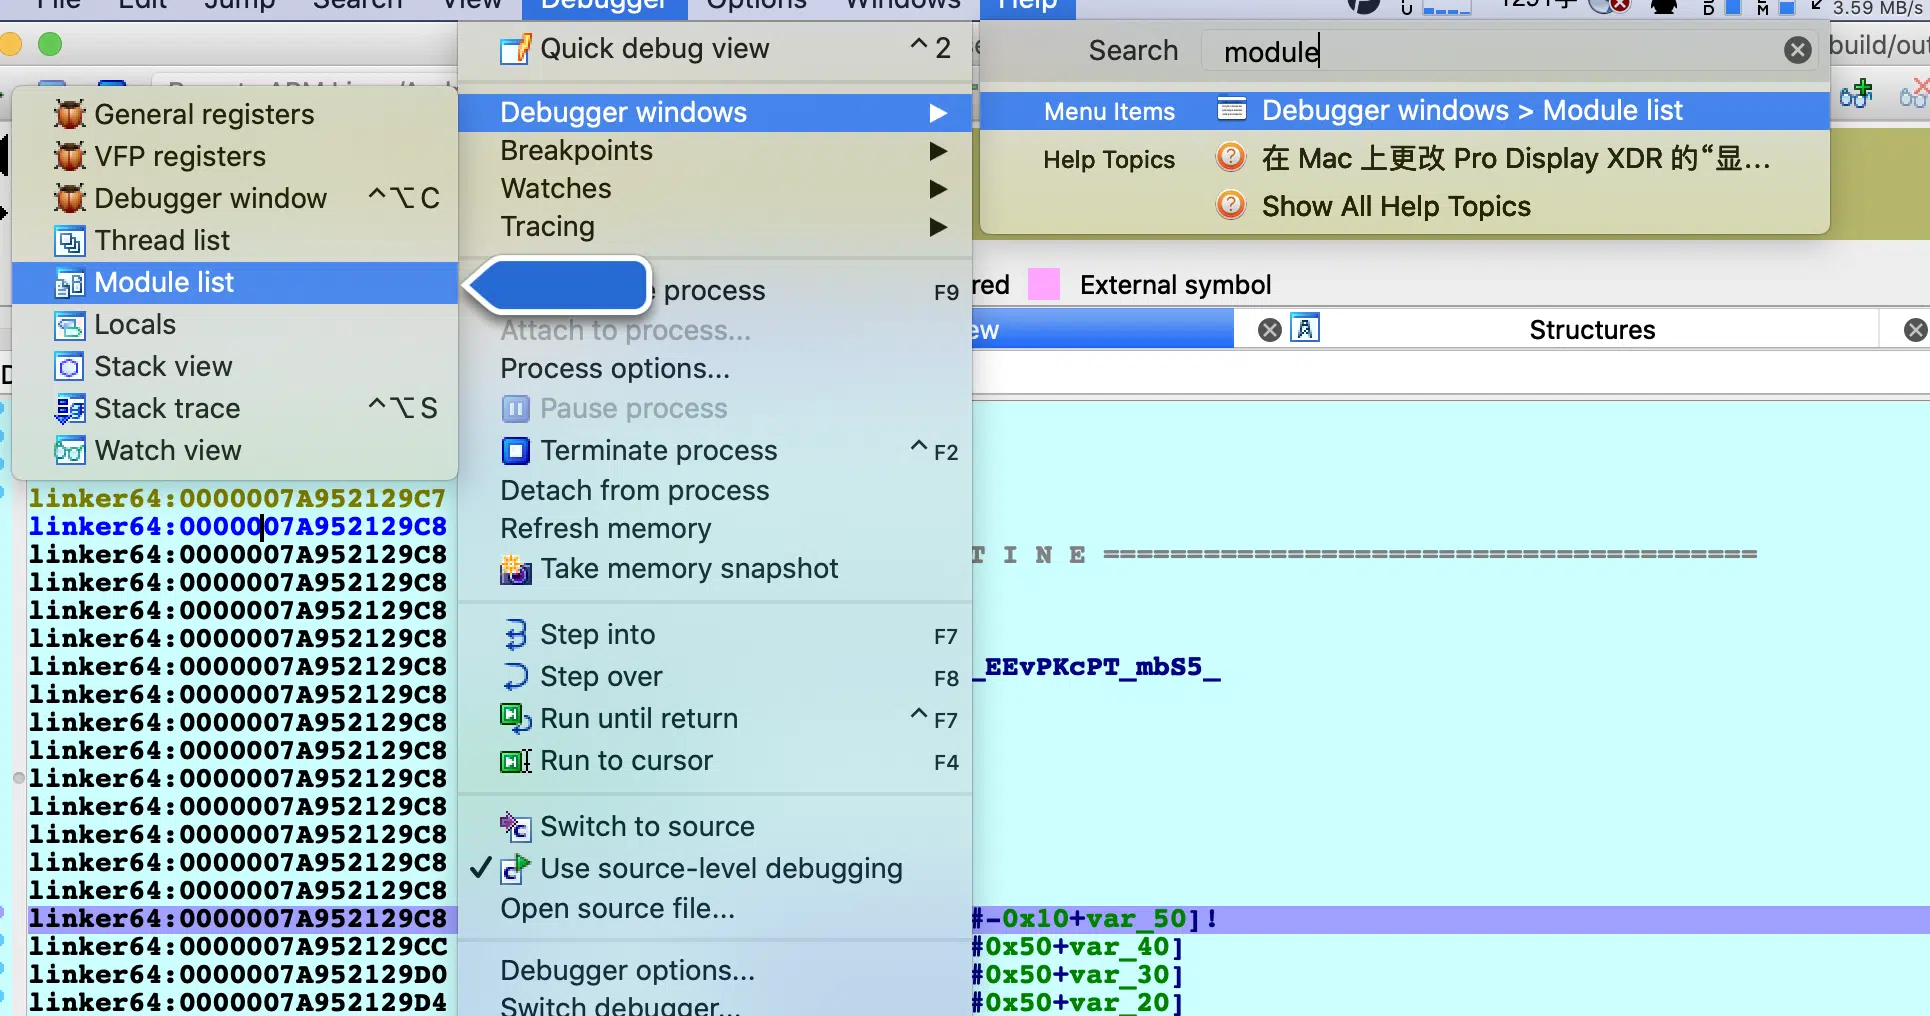 File Edit Jump Search View Debugger Options Windows Help
3.59 MB/s
Search module
build/out
Menu Items Debugger windows > Module list
Help Topics 在 Mac 上更改 Pro Display XDR 的“显...
Show All Help Topics
Quick debug view ^ 2
Debugger windows
Breakpoints
Watches
Tracing
process F9
Attach to process...
Process options...
Pause process
Terminate process ^ F2
Detach from process
Refresh memory
Take memory snapshot
Step into F7
Step over F8
Run until return ^ F7
Run to cursor F4
Switch to source
✓ Use source-level debugging
Open source file...
Debugger options...
Switch debugger...
General registers
VFP registers
Debugger window ^⌥C
Thread list
Module list
Locals
Stack view
Stack trace ^⌥S
Watch view
External symbol
Structures
linker64:0000007A952129C7
linker64:0000007A952129C8
linker64:0000007A952129C8 T I N E =======================================
linker64:0000007A952129C8
linker64:0000007A952129C8
linker64:0000007A952129C8
linker64:0000007A952129C8 _EEvPKcPT_mbS5_
linker64:0000007A952129C8
linker64:0000007A952129C8
linker64:0000007A952129C8
linker64:0000007A952129C8
linker64:0000007A952129C8
linker64:0000007A952129C8
linker64:0000007A952129C8
linker64:0000007A952129C8
linker64:0000007A952129C8 #-0x10+var_50]!
linker64:0000007A952129CC #0x50+var_40]
linker64:0000007A952129D0 #0x50+var_30]
linker64:0000007A952129D4 #0x50+var_20]